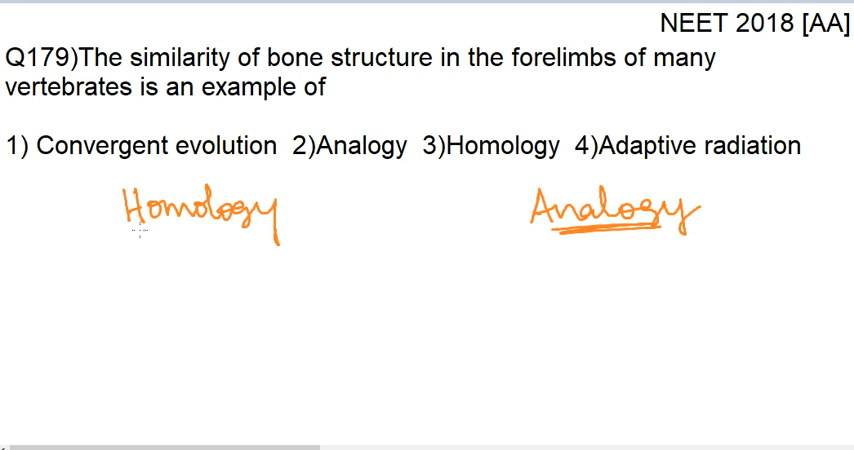 NEET 2018 [AA]
Q179)The similarity of bone structure in the forelimbs of many
vertebrates is an example of
1) Convergent evolution 2)Analogy 3)Homology 4)Adaptive radiation
Homology Analogy